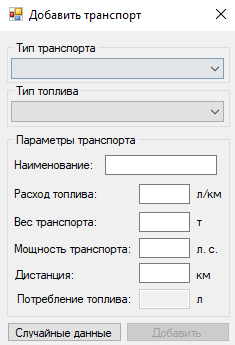 Добавить транспорт
Тип транспорта
Тип топлива
Параметры транспорта
Наименование:
Расход топлива: л/км
Вес транспорта: т
Мощность транспорта: л. с.
Дистанция: км
Потребление топлива: л
Случайные данные Добавить